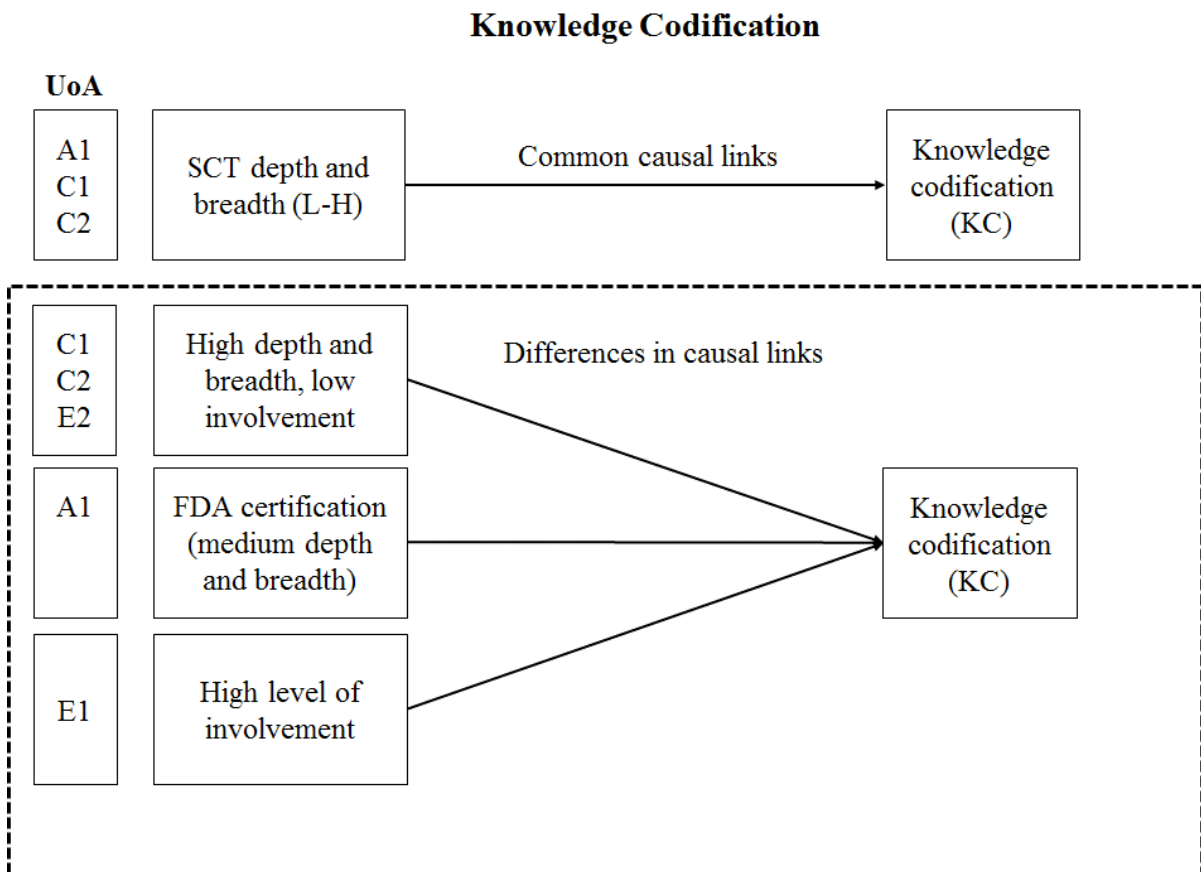 Knowledge Codification
UoA
A1
C1
C2
SCT depth and
breadth (L-H)
Common causal links
Knowledge
codification
(KC)
C1
C2
E2
High depth and
breadth, low
involvement
Differences in causal links
A1
FDA certification
(medium depth
and breadth)
Knowledge
codification
(KC)
E1
High level of
involvement